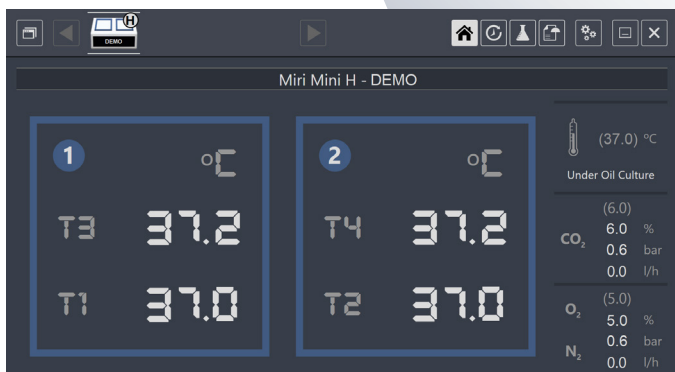 H
DEMO
Miri Mini H - DEMO
1
°C
T3 37.2
T1 37.0
2
°C
T4 37.2
T2 37.0
(37.0) ºC
Under Oil Culture
(6.0)
CO₂ 6.0 %
0.6 bar
0.0 l/h
(5.0)
O₂ 5.0 %
0.6 bar
N₂ 0.0 l/h